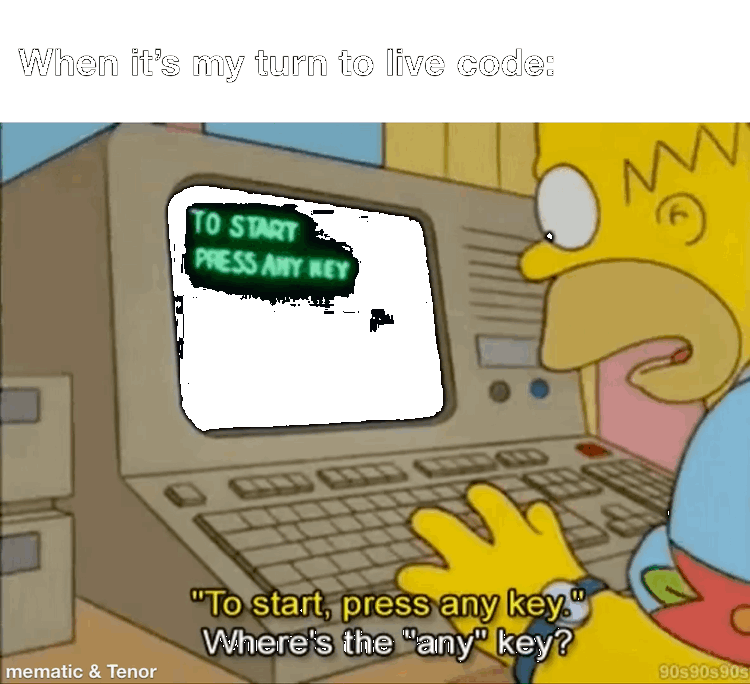 When it's my turn to live code:
TO START
PRESS ANY KEY
"To start, press any key."
Where's the "any" key?
mematic & Tenor
90s90s90s